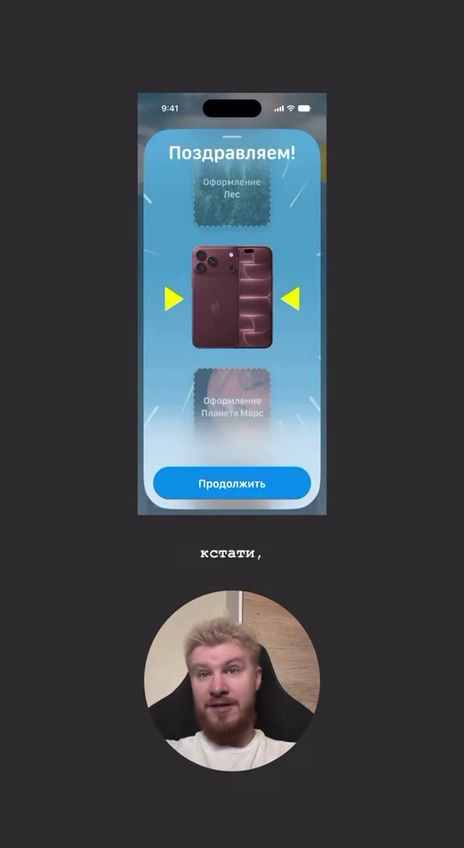 9:41
Поздравляем!
Оформление
Лес
Оформление
Планета Марс
Продолжить
кстати,